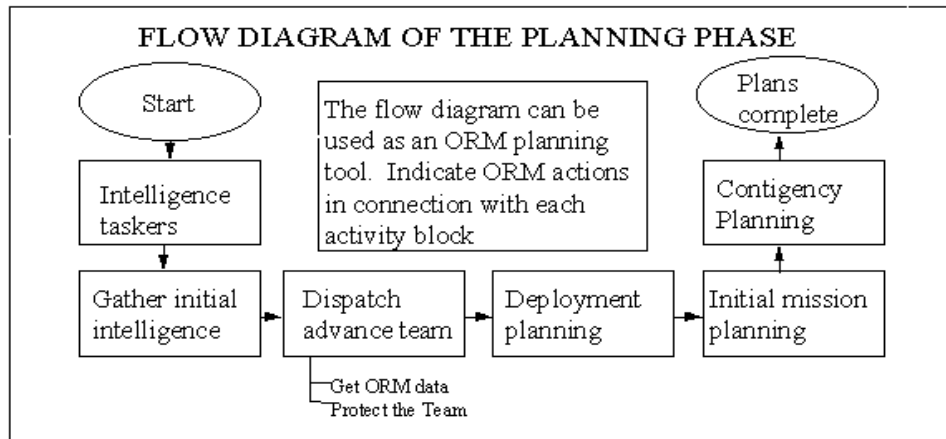 FLOW DIAGRAM OF THE PLANNING PHASE
Start
The flow diagram can be
used as an ORM planning
tool.  Indicate ORM actions
in connection with each
activity block
Plans
complete
Intelligence
taskers
Contigency
Planning
Gather initial
intelligence
Dispatch
advance team
Deployment
planning
Initial mission
planning
Get ORM data
Protect the Team